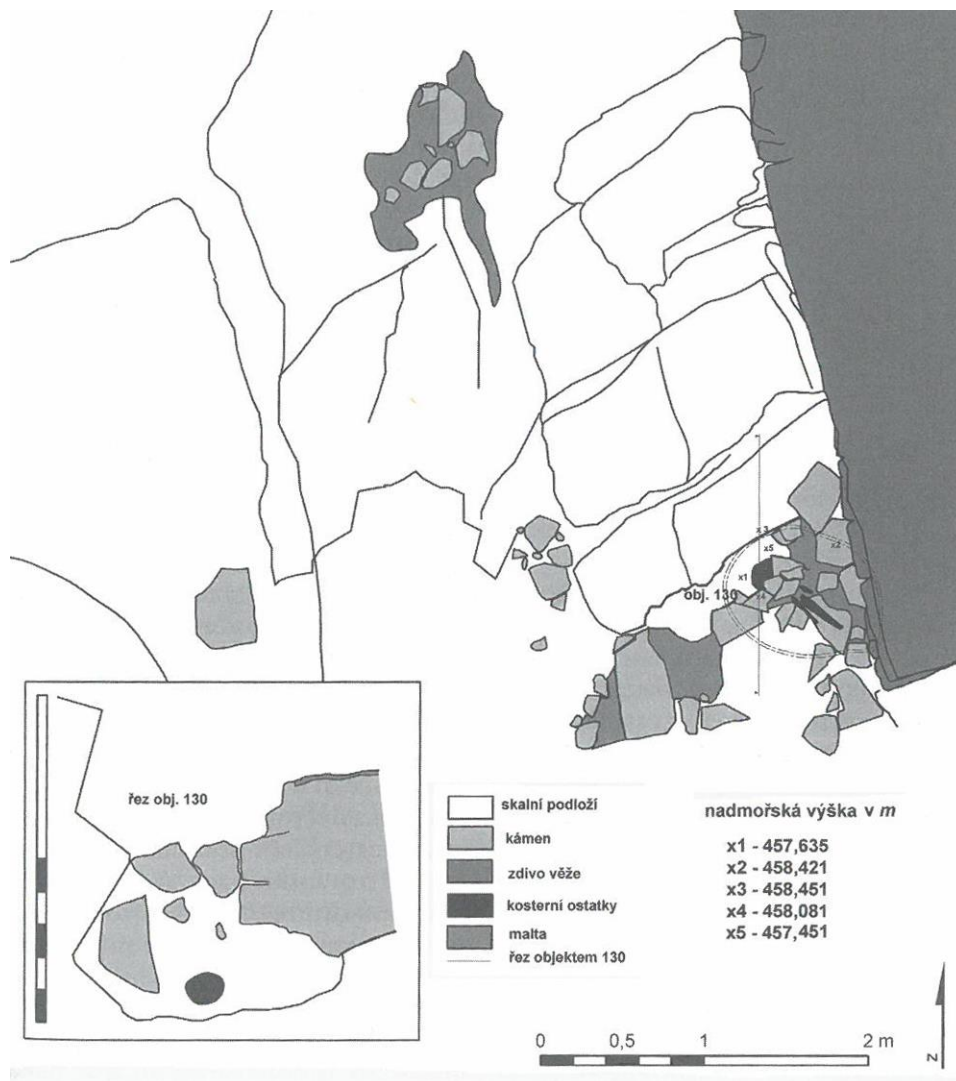 x 3
x2
x5
x1
obj. 130
x4
řez obj. 130
skalní podloží
kámen
zdivo věže
kosterní ostatky
malta
řez objektem 130
nadmořská výška v m
x1 - 457,635
x2 - 458,421
x3 - 458,451
x4 - 458,081
x5 - 457,451
0 0,5 1 2 m
N